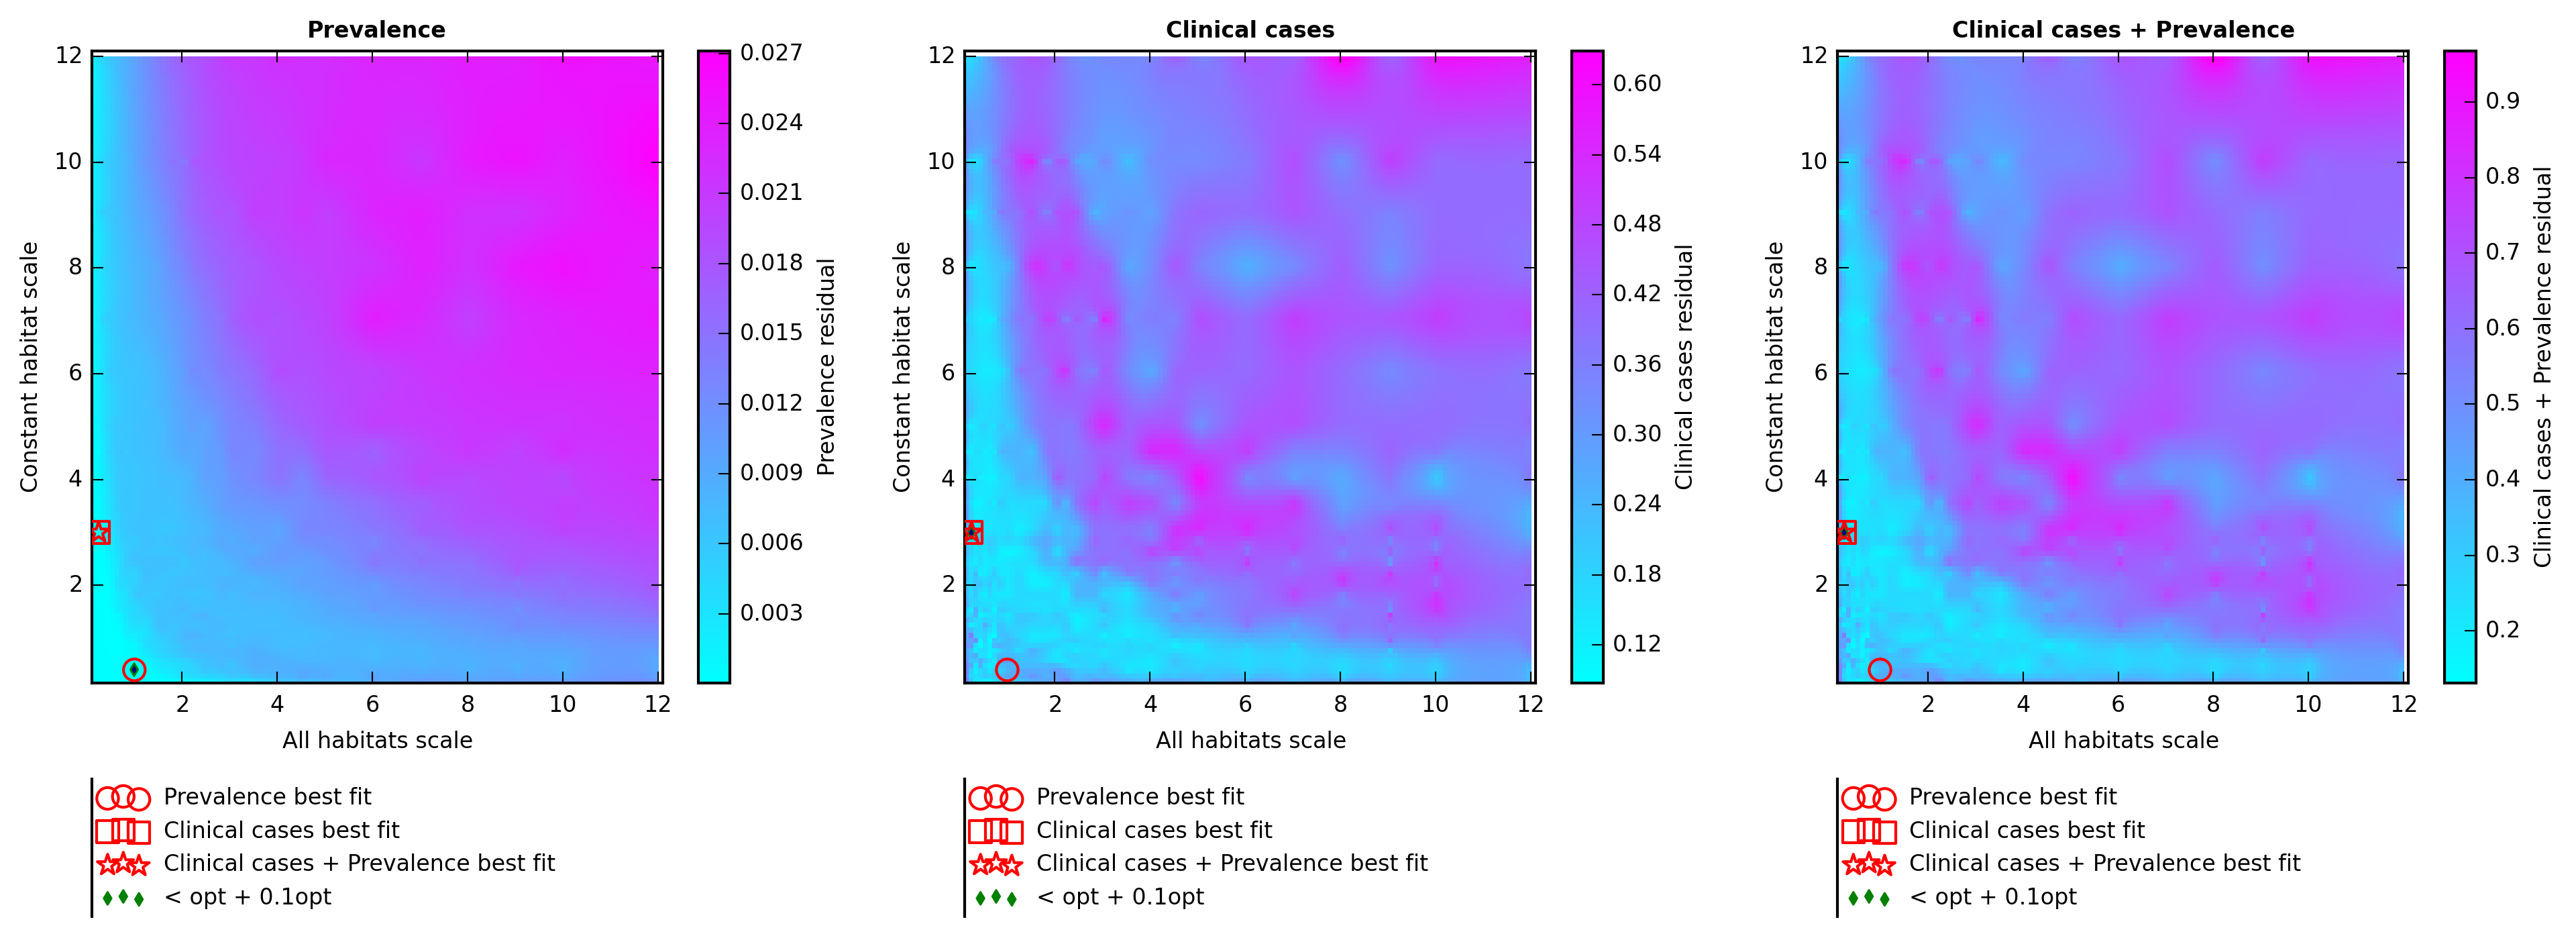 Prevalence
12
10
8
6
4
2
Constant habitat scale
2 4 6 8 10 12
All habitats scale
0.027
0.024
0.021
0.018
0.015
0.012
0.009
0.006
0.003
Prevalence residual
Prevalence best fit
Clinical cases best fit
Clinical cases + Prevalence best fit
< opt + 0.1opt
Clinical cases
12
10
8
6
4
2
Constant habitat scale
2 4 6 8 10 12
All habitats scale
0.60
0.54
0.48
0.42
0.36
0.30
0.24
0.18
0.12
Clinical cases residual
Prevalence best fit
Clinical cases best fit
Clinical cases + Prevalence best fit
< opt + 0.1opt
Clinical cases + Prevalence
12
10
8
6
4
2
Constant habitat scale
2 4 6 8 10 12
All habitats scale
0.9
0.8
0.7
0.6
0.5
0.4
0.3
0.2
Clinical cases + Prevalence residual
Prevalence best fit
Clinical cases best fit
Clinical cases + Prevalence best fit
< opt + 0.1opt